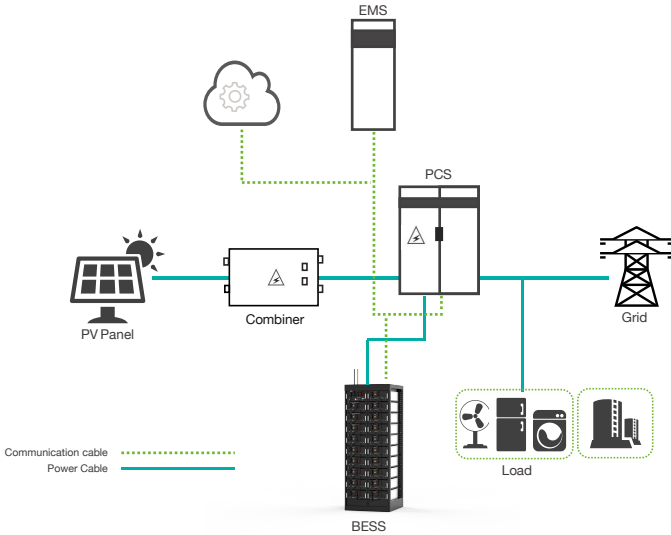 EMS
PCS
PV Panel
Combiner
Grid
Load
Communication cable
Power Cable
BESS